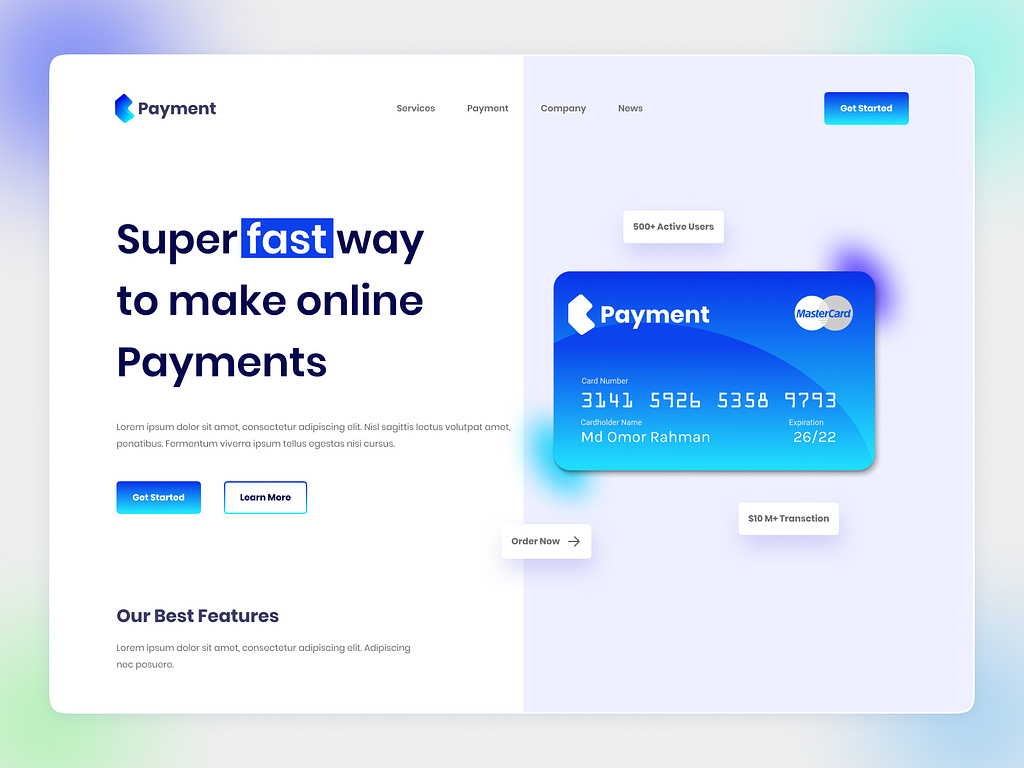 Payment
Services Payment Company News
Get Started
Super fast way
to make online
Payments
Lorem ipsum dolor sit amet, consectetur adipiscing elit. Nisl sagittis lectus volutpat amet,
penatibus. Fermentum viverra ipsum tellus egestas nisi cursus.
Get Started
Learn More
500+ Active Users
Payment
MasterCard
Card Number
3141 5926 5358 9793
Cardholder Name
Expiration
Md Omor Rahman
26/22
$10 M+ Transction
Order Now
Our Best Features
Lorem ipsum dolor sit amet, consectetur adipiscing elit. Adipiscing
nec posuere.